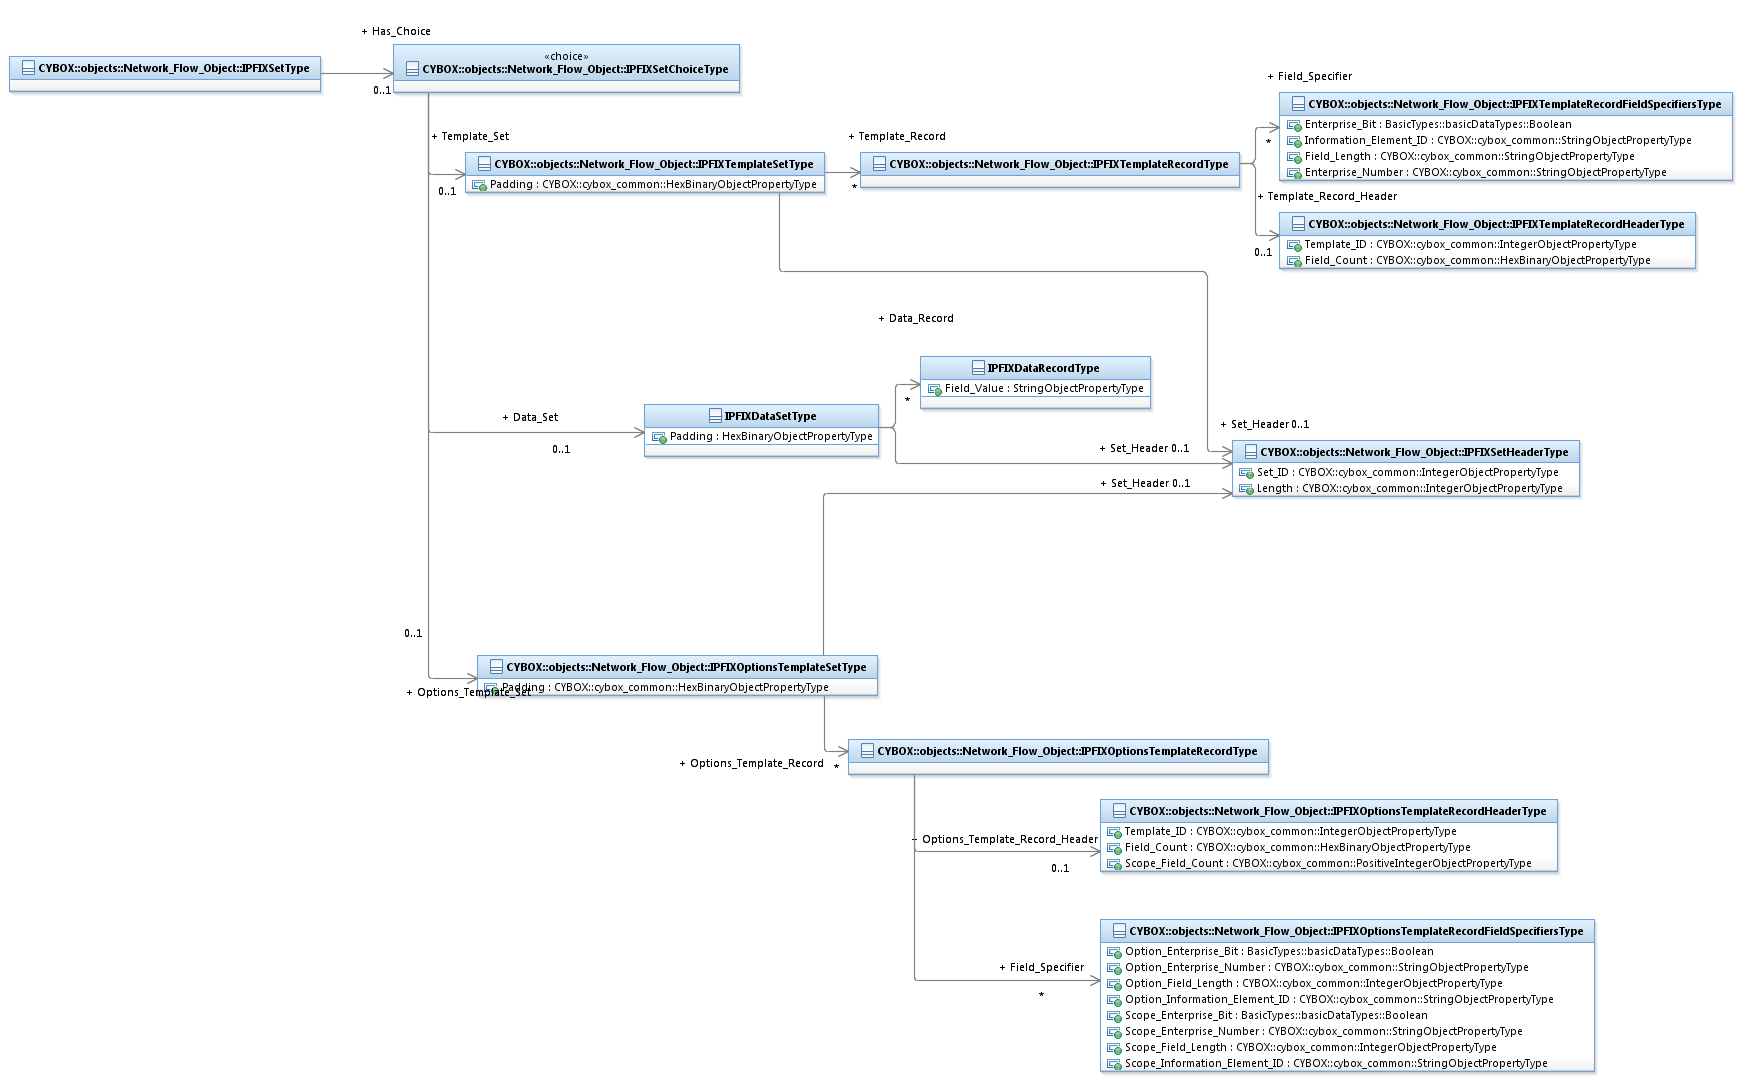 + Has_Choice
«choice»
CYBOX::objects::Network_Flow_Object::IPFIXSetType
CYBOX::objects::Network_Flow_Object::IPFIXSetChoiceType
0..1
+ Field_Specifier
CYBOX::objects::Network_Flow_Object::IPFIXTemplateRecordFieldSpecifiersType
Enterprise_Bit : BasicTypes::basicDataTypes::Boolean
Information_Element_ID : CYBOX::cybox_common::StringObjectPropertyType
Field_Length : CYBOX::cybox_common::StringObjectPropertyType
Enterprise_Number : CYBOX::cybox_common::StringObjectPropertyType
*
+ Template_Set
+ Template_Record
CYBOX::objects::Network_Flow_Object::IPFIXTemplateSetType
Padding : CYBOX::cybox_common::HexBinaryObjectPropertyType
0..1
CYBOX::objects::Network_Flow_Object::IPFIXTemplateRecordType
*
+ Template_Record_Header
CYBOX::objects::Network_Flow_Object::IPFIXTemplateRecordHeaderType
Template_ID : CYBOX::cybox_common::IntegerObjectPropertyType
Field_Count : CYBOX::cybox_common::HexBinaryObjectPropertyType
0..1
+ Data_Record
IPFIXDataRecordType
Field_Value : StringObjectPropertyType
*
+ Data_Set
0..1
IPFIXDataSetType
Padding : HexBinaryObjectPropertyType
+ Set_Header 0..1
+ Set_Header 0..1
+ Set_Header 0..1
CYBOX::objects::Network_Flow_Object::IPFIXSetHeaderType
Set_ID : CYBOX::cybox_common::IntegerObjectPropertyType
Length : CYBOX::cybox_common::IntegerObjectPropertyType
0..1
CYBOX::objects::Network_Flow_Object::IPFIXOptionsTemplateSetType
Padding : CYBOX::cybox_common::HexBinaryObjectPropertyType
+ Options_Template_Set
CYBOX::objects::Network_Flow_Object::IPFIXOptionsTemplateRecordType
+ Options_Template_Record
*
CYBOX::objects::Network_Flow_Object::IPFIXOptionsTemplateRecordHeaderType
Template_ID : CYBOX::cybox_common::IntegerObjectPropertyType
Field_Count : CYBOX::cybox_common::HexBinaryObjectPropertyType
Scope_Field_Count : CYBOX::cybox_common::PositiveIntegerObjectPropertyType
+ Options_Template_Record_Header
0..1
CYBOX::objects::Network_Flow_Object::IPFIXOptionsTemplateRecordFieldSpecifiersType
Option_Enterprise_Bit : BasicTypes::basicDataTypes::Boolean
Option_Enterprise_Number : CYBOX::cybox_common::StringObjectPropertyType
Option_Field_Length : CYBOX::cybox_common::IntegerObjectPropertyType
Option_Information_Element_ID : CYBOX::cybox_common::StringObjectPropertyType
Scope_Enterprise_Bit : BasicTypes::basicDataTypes::Boolean
Scope_Enterprise_Number : CYBOX::cybox_common::StringObjectPropertyType
Scope_Field_Length : CYBOX::cybox_common::IntegerObjectPropertyType
Scope_Information_Element_ID : CYBOX::cybox_common::StringObjectPropertyType
+ Field_Specifier
*